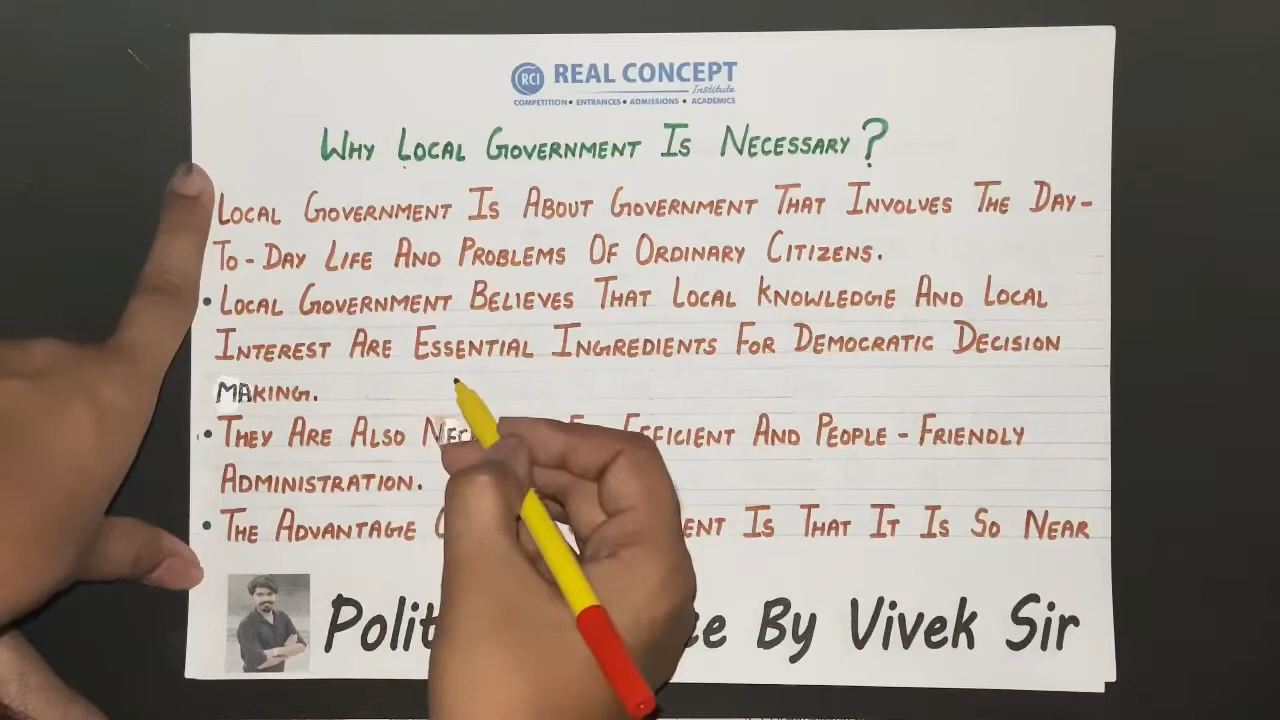 RCI REAL CONCEPT
Institute
COMPETITION • ENTRANCES • ADMISSIONS • ACADEMICS
WHY LOCAL GOVERNMENT IS NECESSARY?
LOCAL GOVERNMENT IS ABOUT GOVERNMENT THAT INVOLVES THE DAY-
TO-DAY LIFE AND PROBLEMS OF ORDINARY CITIZENS.
• LOCAL GOVERNMENT BELIEVES THAT LOCAL KNOWLEDGE AND LOCAL
INTEREST ARE ESSENTIAL INGREDIENTS FOR DEMOCRATIC DECISION
MAKING.
• THEY ARE ALSO EFFICIENT AND PEOPLE-FRIENDLY
ADMINISTRATION.
• THE ADVANTAGE IS THAT IT IS SO NEAR
By Vivek Sir